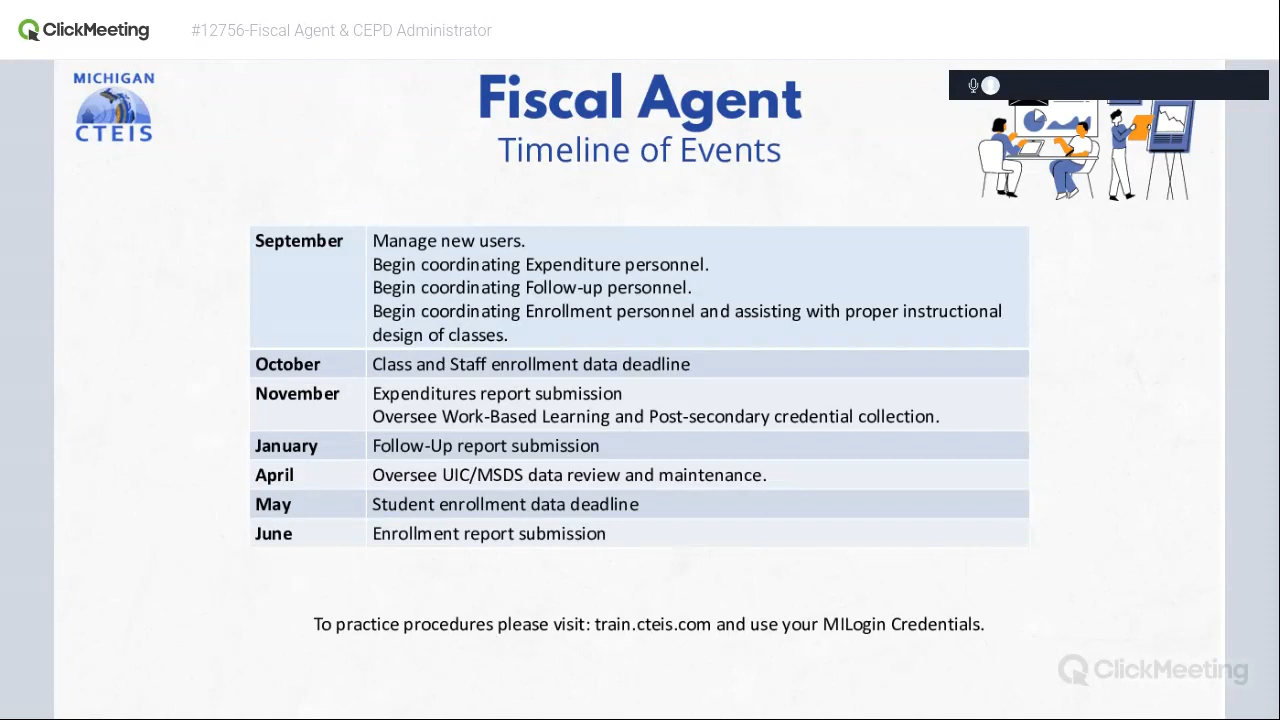 ClickMeeting #12756-Fiscal Agent & CEPD Administrator
MICHIGAN
CTEIS
Fiscal Agent
Timeline of Events
September Manage new users.
Begin coordinating Expenditure personnel.
Begin coordinating Follow-up personnel.
Begin coordinating Enrollment personnel and assisting with proper instructional
design of classes.
October Class and Staff enrollment data deadline
November Expenditures report submission
Oversee Work-Based Learning and Post-secondary credential collection.
January Follow-Up report submission
April Oversee UIC/MSDS data review and maintenance.
May Student enrollment data deadline
June Enrollment report submission
To practice procedures please visit: train.cteis.com and use your MILogin Credentials.
ClickMeeting